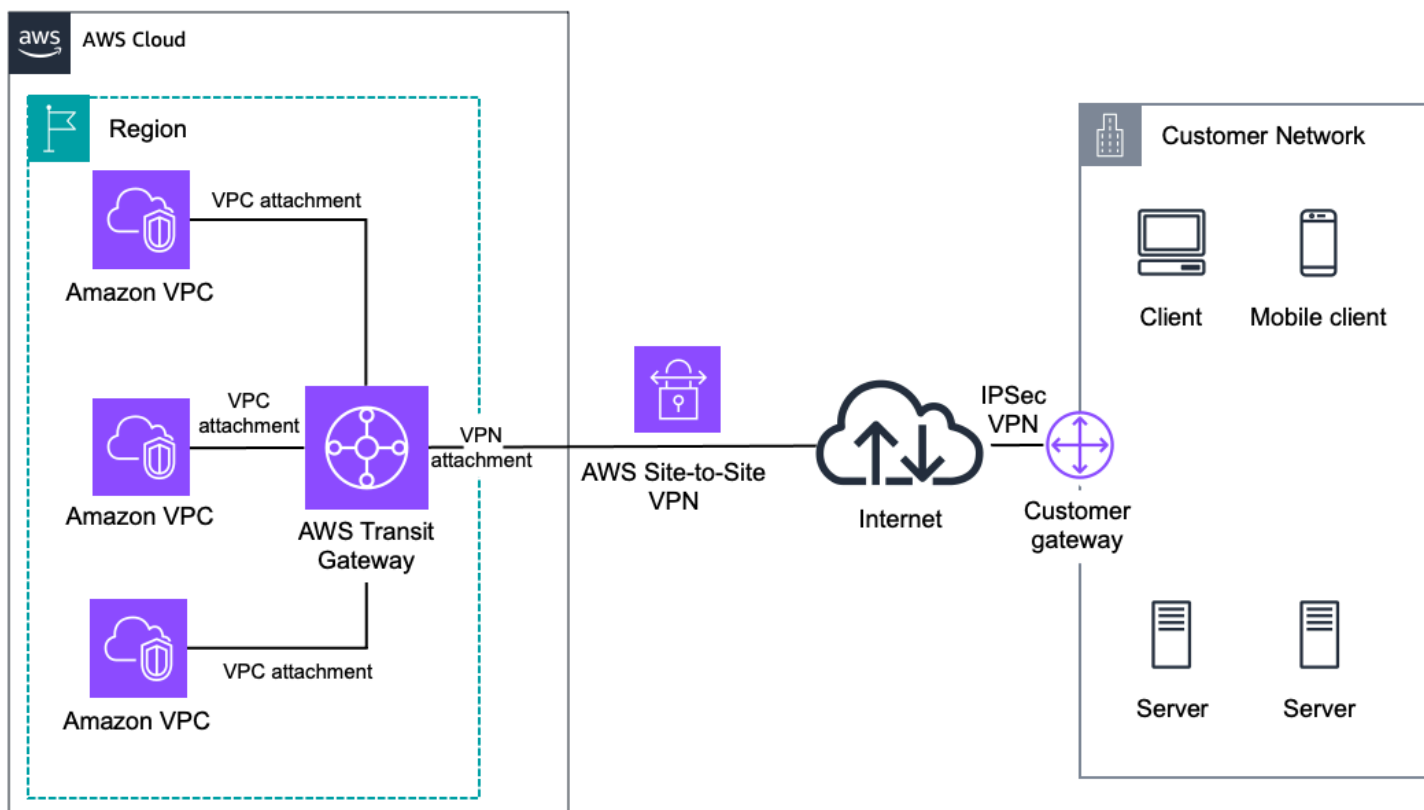 aws
AWS Cloud
Region
VPC attachment
Amazon VPC
VPC
attachment
Amazon VPC
AWS Transit
Gateway
VPC attachment
Amazon VPC
VPN
attachment
AWS Site-to-Site
VPN
Internet
IPSec
VPN
Customer
gateway
Customer Network
Client
Mobile client
Server
Server